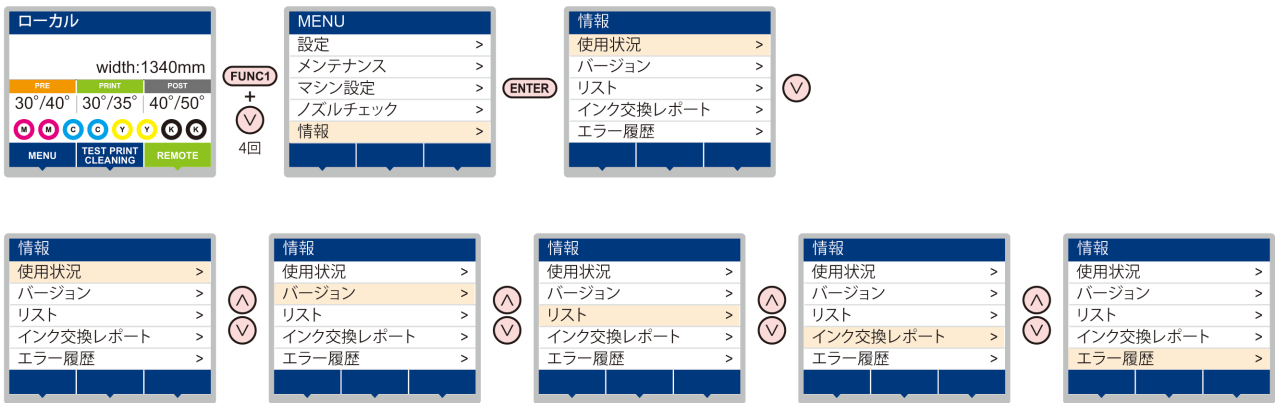 ローカル
width:1340mm
PRE PRINT POST
30°/40° 30°/35° 40°/50°
M M C C Y Y K K
MENU TEST PRINT CLEANING REMOTE
FUNC1
+
4回
MENU
設定 >
メンテナンス >
マシン設定 >
ノズルチェック >
情報 >
ENTER
情報
使用状況 >
バージョン >
リスト >
インク交換レポート >
エラー履歴 >
情報
使用状況 >
バージョン >
リスト >
インク交換レポート >
エラー履歴 >
情報
使用状況 >
バージョン >
リスト >
インク交換レポート >
エラー履歴 >
情報
使用状況 >
バージョン >
リスト >
インク交換レポート >
エラー履歴 >
情報
使用状況 >
バージョン >
リスト >
インク交換レポート >
エラー履歴 >
情報
使用状況 >
バージョン >
リスト >
インク交換レポート >
エラー履歴 >